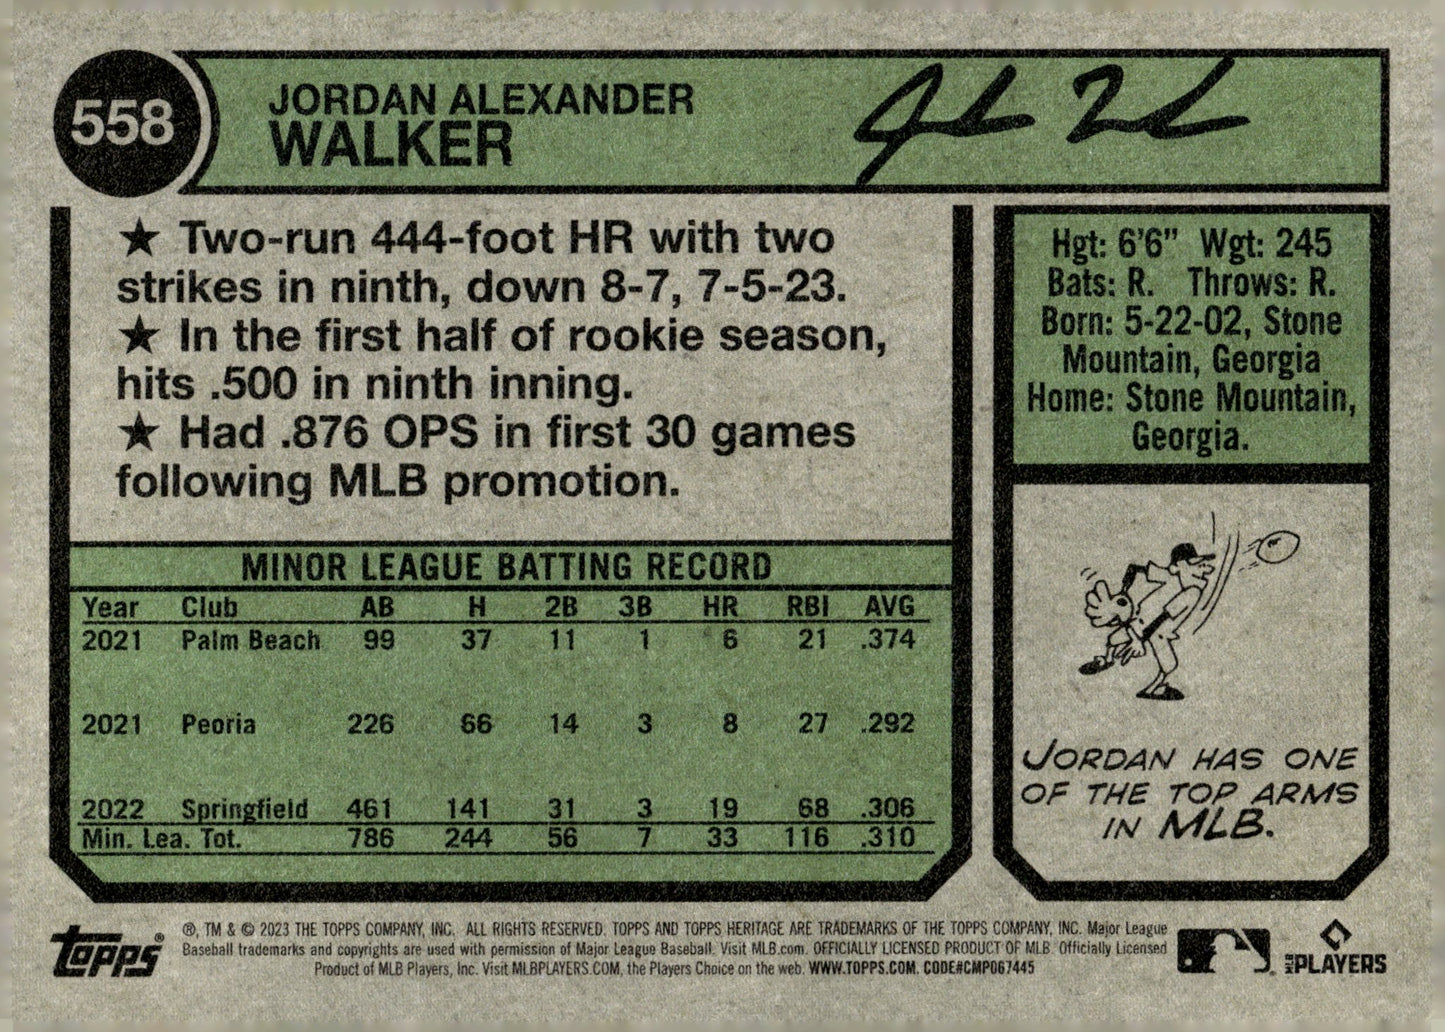 558
JORDAN ALEXANDER
WALKER
★ Two-run 444-foot HR with two
strikes in ninth, down 8-7, 7-5-23.
★ In the first half of rookie season,
hits .500 in ninth inning.
★ Had .876 OPS in first 30 games
following MLB promotion.
MINOR LEAGUE BATTING RECORD
Year Club AB H 2B 3B HR RBI AVG
2021 Palm Beach 99 37 11 1 6 21 .374
2021 Peoria 226 66 14 3 8 27 .292
2022 Springfield 461 141 31 3 19 68 .306
Min. Lea. Tot. 786 244 56 7 33 116 .310
Hgt: 6'6" Wgt: 245
Bats: R. Throws: R.
Born: 5-22-02, Stone
Mountain, Georgia
Home: Stone Mountain,
Georgia.
JORDAN HAS ONE
OF THE TOP ARMS
IN MLB.
topps®
®, TM & © 2023 THE TOPPS COMPANY, INC. ALL RIGHTS RESERVED. TOPPS AND TOPPS HERITAGE ARE TRADEMARKS OF THE TOPPS COMPANY, INC. Major League
Baseball trademarks and copyrights are used with permission of Major League Baseball. Visit MLB.com. OFFICIALLY LICENSED PRODUCT OF MLB. Officially Licensed
Product of MLB Players, Inc. Visit MLBPLAYERS.COM, the Players Choice on the web. WWW.TOPPS.COM. CODE#CMP067445
MLB PLAYERS